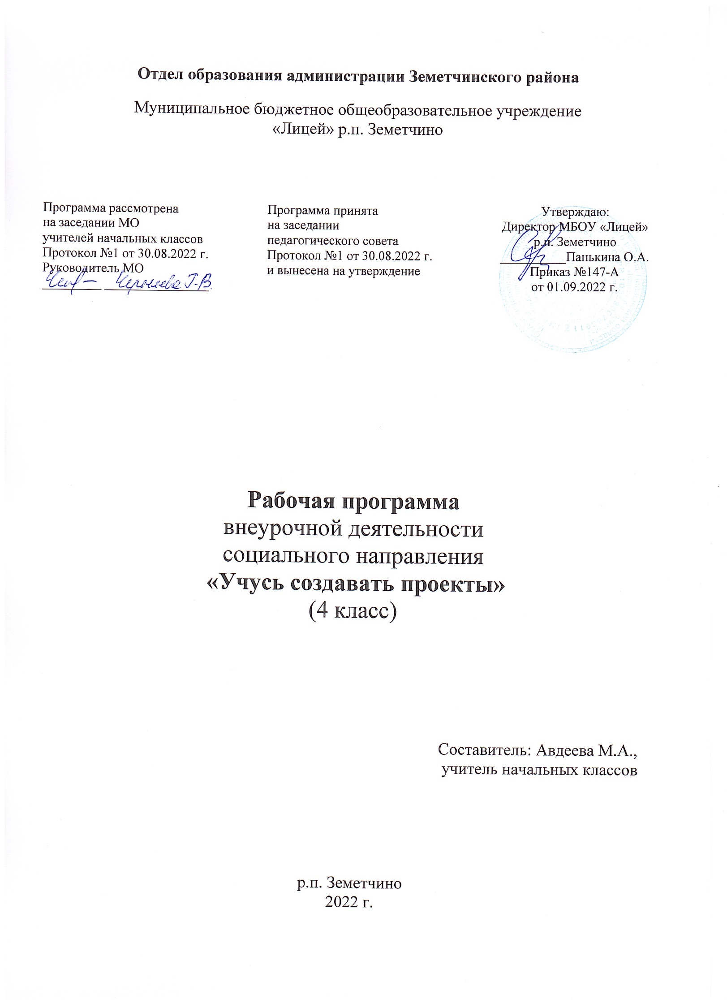 Отдел образования администрации Земетчинского района
Муниципальное бюджетное общеобразовательное учреждение
«Лицей» р.п. Земетчино
Программа рассмотрена
на заседании МО
учителей начальных классов
Протокол №1 от 30.08.2022 г.
Руководитель МО
Г.В.
Программа принята
на заседании
педагогического совета
Протокол №1 от 30.08.2022 г.
и вынесена на утверждение
Утверждаю:
Директор МБОУ «Лицей»
р.п. Земетчино
Панькина О.А.
Приказ №147-А
от 01.09.2022 г.
Рабочая программа
внеурочной деятельности
социального направления
«Учусь создавать проекты»
(4 класс)
Составитель: Авдеева М.А.,
учитель начальных классов
р.п. Земетчино
2022 г.